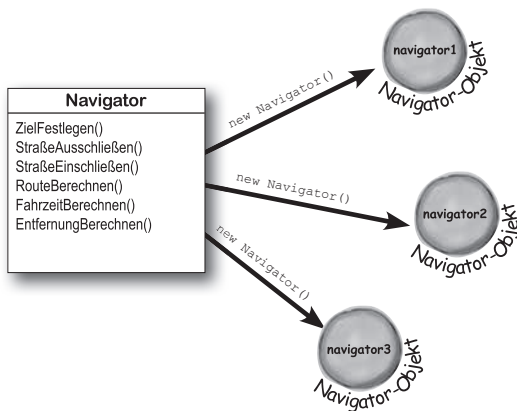 Navigator
ZielFestlegen()
StraßeAusschließen()
StraßeEinschließen()
RouteBerechnen()
FahrzeitBerechnen()
EntfernungBerechnen()
new Navigator()
navigator1
Navigator-Objekt
new Navigator()
navigator2
Navigator-Objekt
new Navigator()
navigator3
Navigator-Objekt